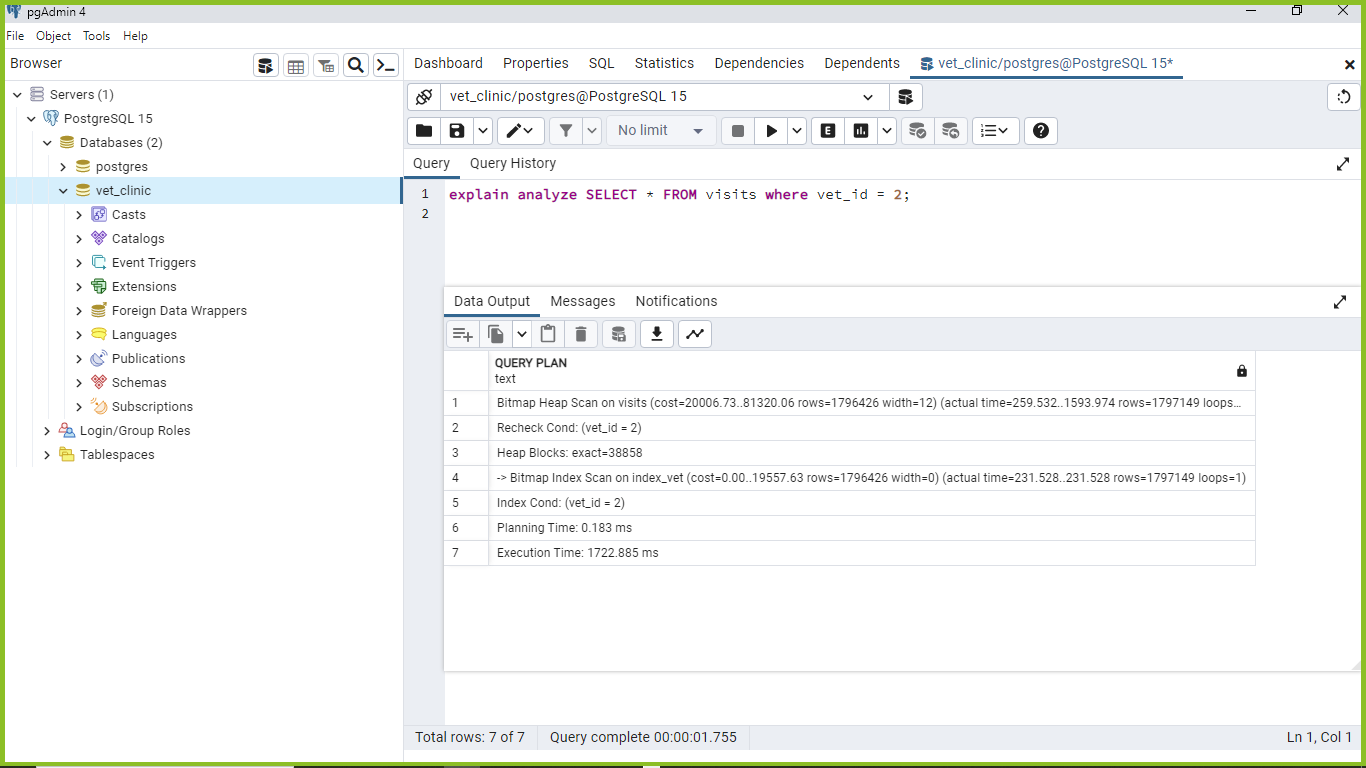 pgAdmin 4
File Object Tools Help
Browser
Servers (1)
PostgreSQL 15
Databases (2)
postgres
vet_clinic
Casts
Catalogs
Event Triggers
Extensions
Foreign Data Wrappers
Languages
Publications
Schemas
Subscriptions
Login/Group Roles
Tablespaces
Dashboard Properties SQL Statistics Dependencies Dependents vet_clinic/postgres@PostgreSQL 15*
vet_clinic/postgres@PostgreSQL 15
No limit E
Query Query History
1 explain analyze SELECT * FROM visits where vet_id = 2;
2
Data Output Messages Notifications
QUERY PLAN
text
1 Bitmap Heap Scan on visits (cost=20006.73..81320.06 rows=1796426 width=12) (actual time=259.532..1593.974 rows=1797149 loops...
2 Recheck Cond: (vet_id = 2)
3 Heap Blocks: exact=38858
4 -> Bitmap Index Scan on index_vet (cost=0.00..19557.63 rows=1796426 width=0) (actual time=231.528..231.528 rows=1797149 loops=1)
5 Index Cond: (vet_id = 2)
6 Planning Time: 0.183 ms
7 Execution Time: 1722.885 ms
Total rows: 7 of 7 Query complete 00:00:01.755 Ln 1, Col 1